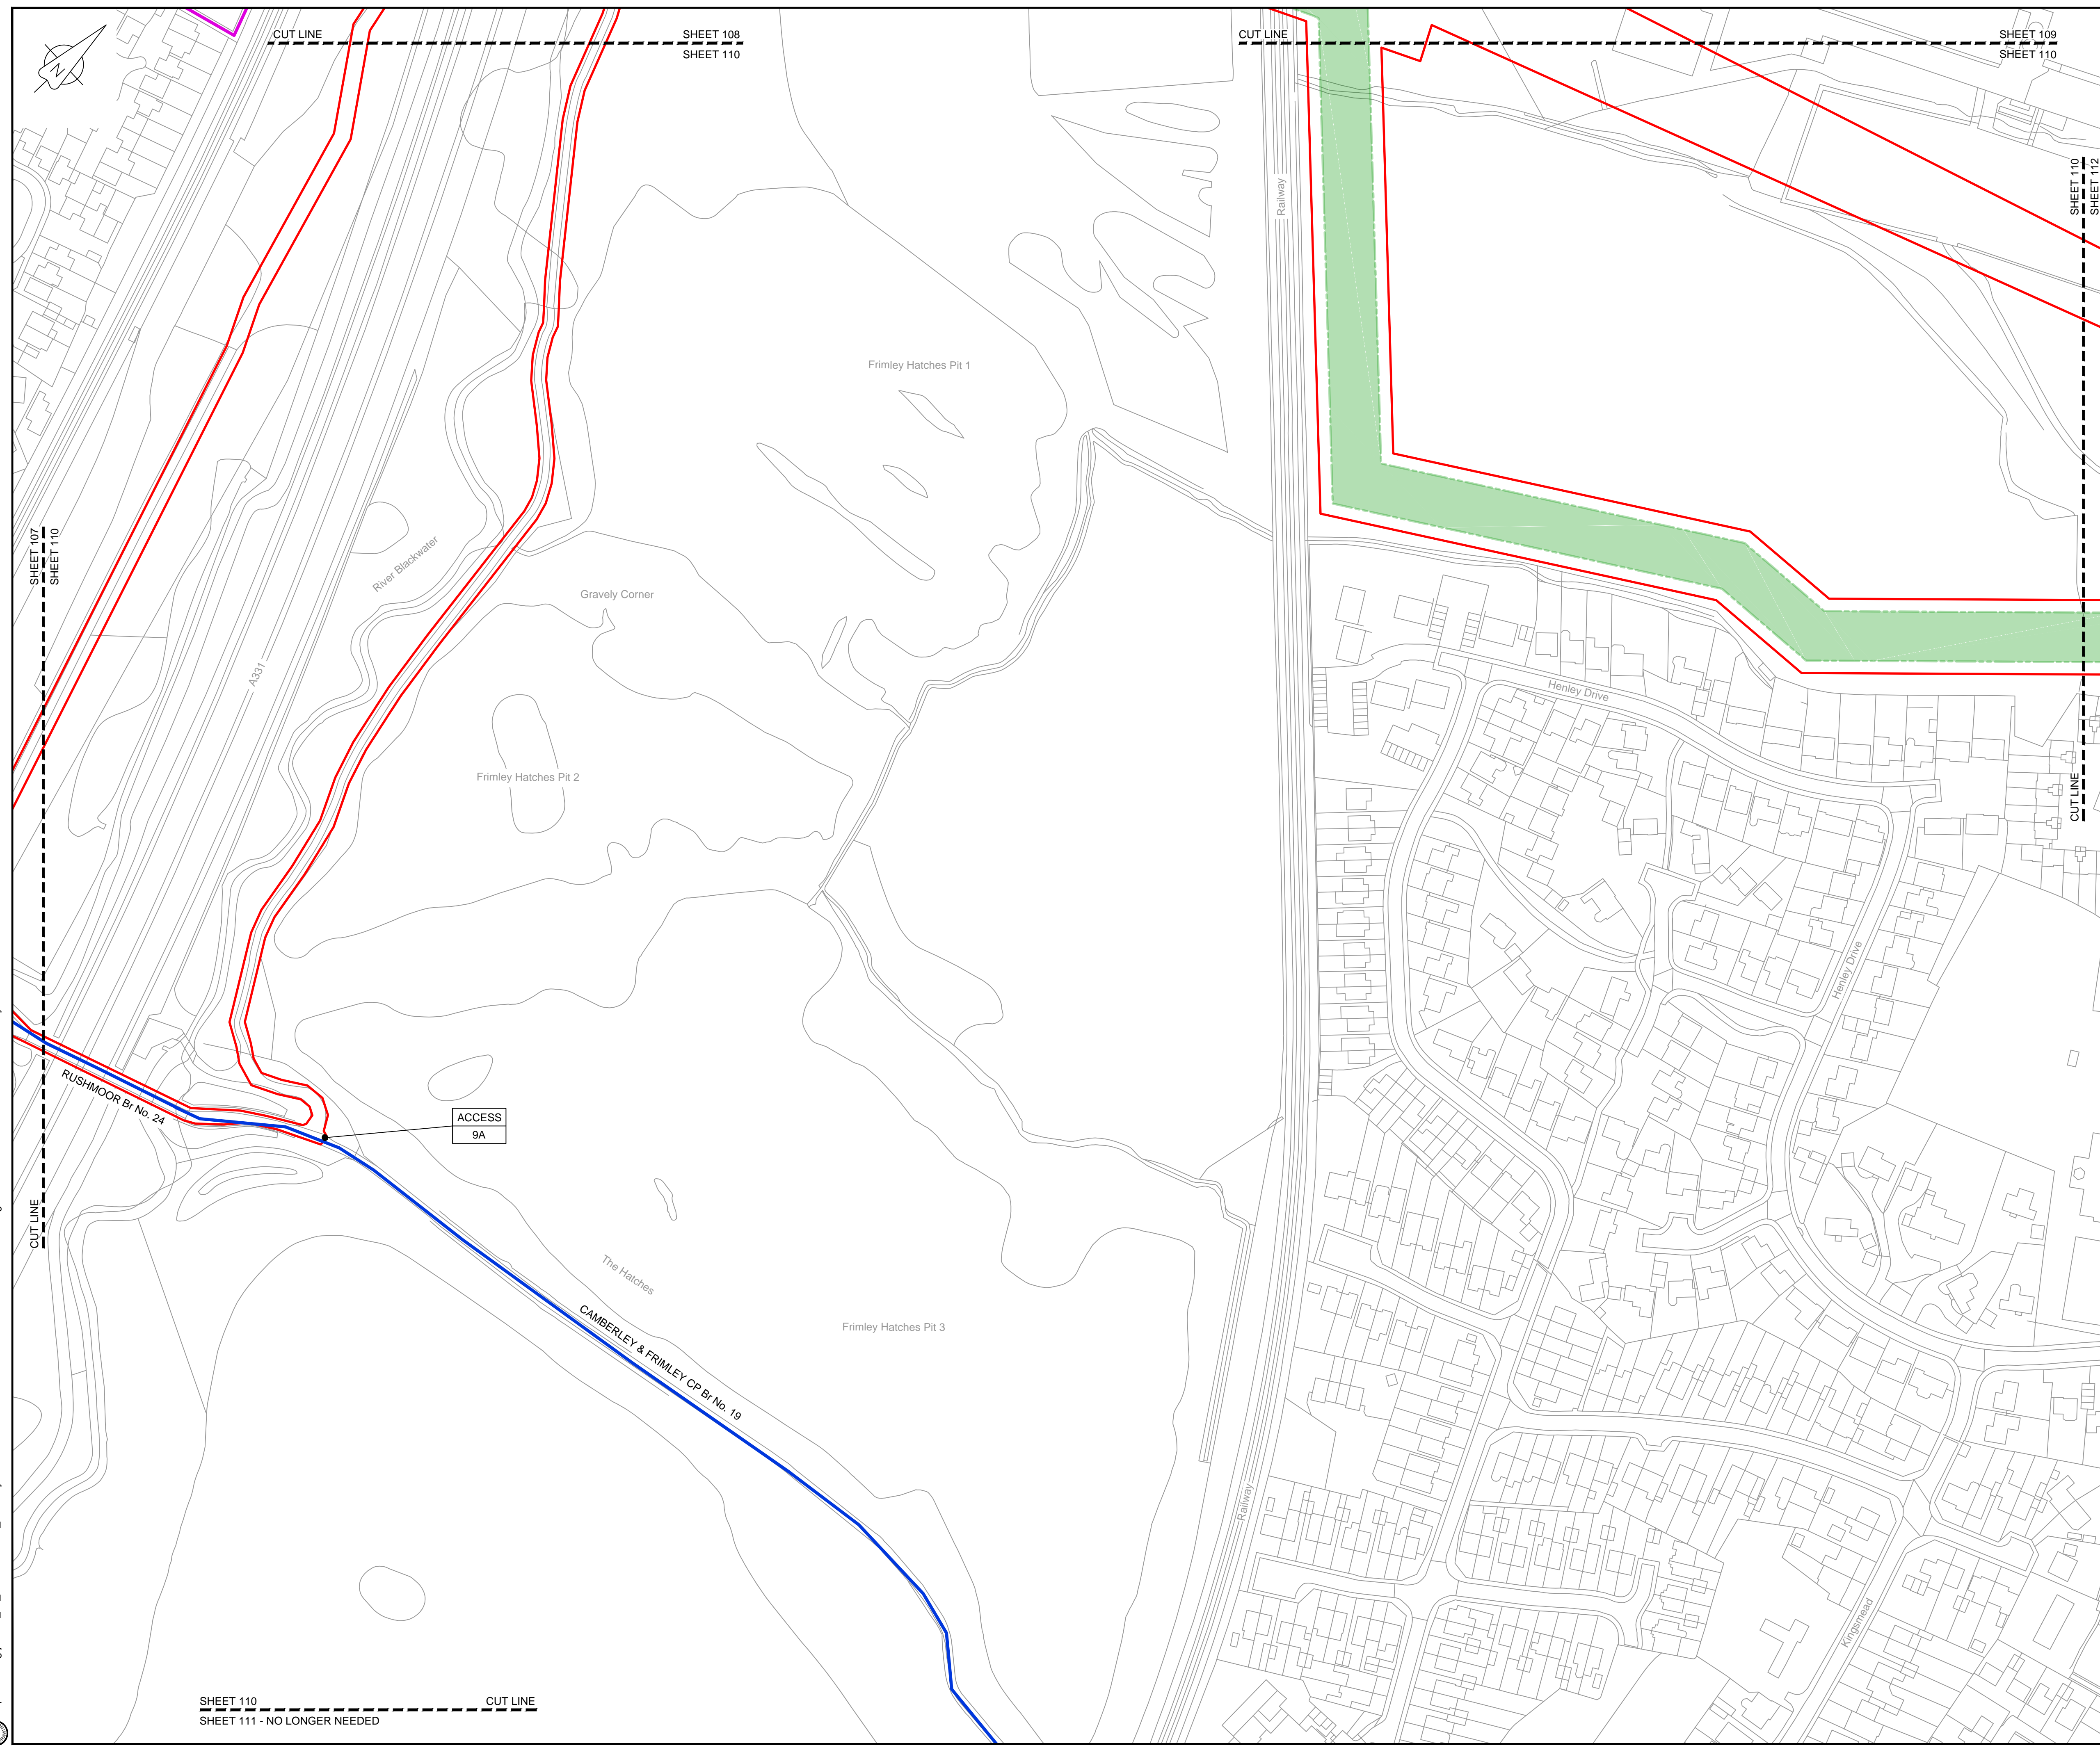 CUT LINE
SHEET 108
SHEET 110
CUT LINE
SHEET 109
SHEET 110
N
Railway
SHEET 110
SHEET 112
CUT LINE
Frimley Hatches Pit 1
SHEET 107
SHEET 110
CUT LINE
River Blackwater
Gravely Corner
A331
Henley Drive
Frimley Hatches Pit 2
Henley Drive
RUSHMOOR Br No. 24
ACCESS
9A
The Hatches
CAMBERLEY & FRIMLEY CP Br No. 19
Frimley Hatches Pit 3
Railway
Kingsmead
SHEET 110
CUT LINE
SHEET 111 - NO LONGER NEEDED